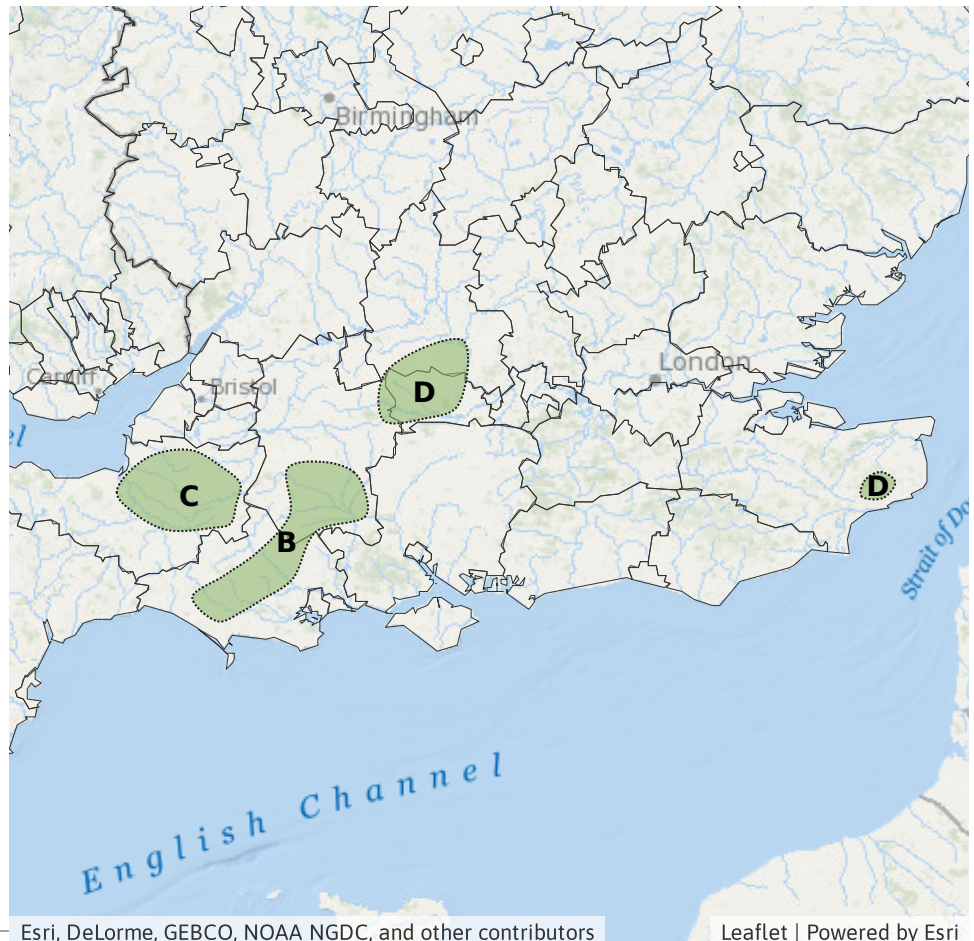 Birmingham
London
Cardiff
Bristol
el
D
D
C
B
Strait of Do
English Channel
Esri, DeLorme, GEBCO, NOAA NGDC, and other contributors
Leaflet | Powered by Esri